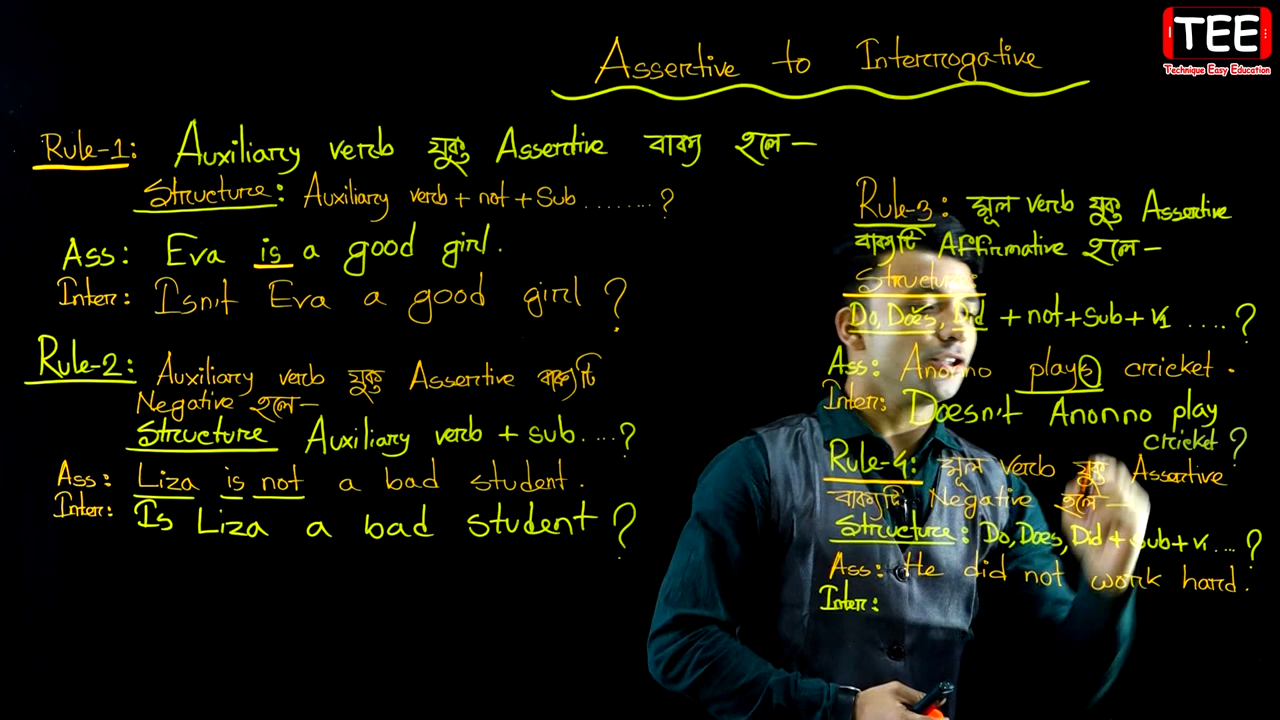 TEE
Technique Easy Education
Assertive to Interrogative
Rule-1: Auxiliary verb যুক্ত Assertive বাক্য হলে–
Structure: Auxiliary verb + not + Sub ........ ?
Ass: Eva is a good girl.
Inter: Isn't Eva a good girl ?
Rule-2: Auxiliary verb যুক্ত Assertive বাক্যটি
Negative হলে–
Structure Auxiliary verb + sub....?
Ass: Liza is not a bad student.
Inter: Is Liza a bad student ?
Rule-3: মূল verb যুক্ত Assertive
বাক্যটি Affirmative হলে–
Structure:
Do, Does, Did + not + Sub + V1 .... ?
Ass: Anonno plays cricket.
Inter: Doesn't Anonno play
cricket ?
Rule-4: মূল verb যুক্ত Assertive
বাক্যটি Negative হলে–
Structure: Do, Does, Did + Sub + V1 .... ?
Ass: He did not work hard.
Inter: